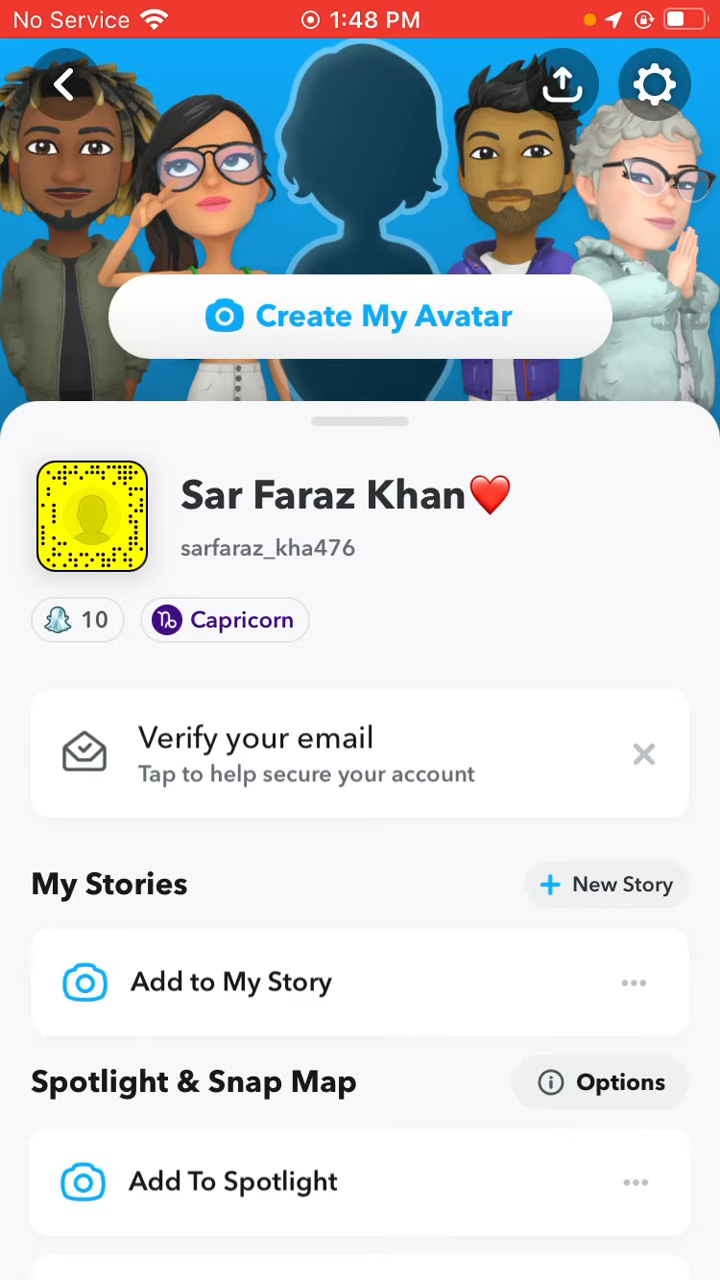 No Service 1:48 PM
Create My Avatar
Sar Faraz Khan❤️
sarfaraz_kha476
10 Capricorn
Verify your email
Tap to help secure your account
My Stories + New Story
Add to My Story
Spotlight & Snap Map Options
Add To Spotlight